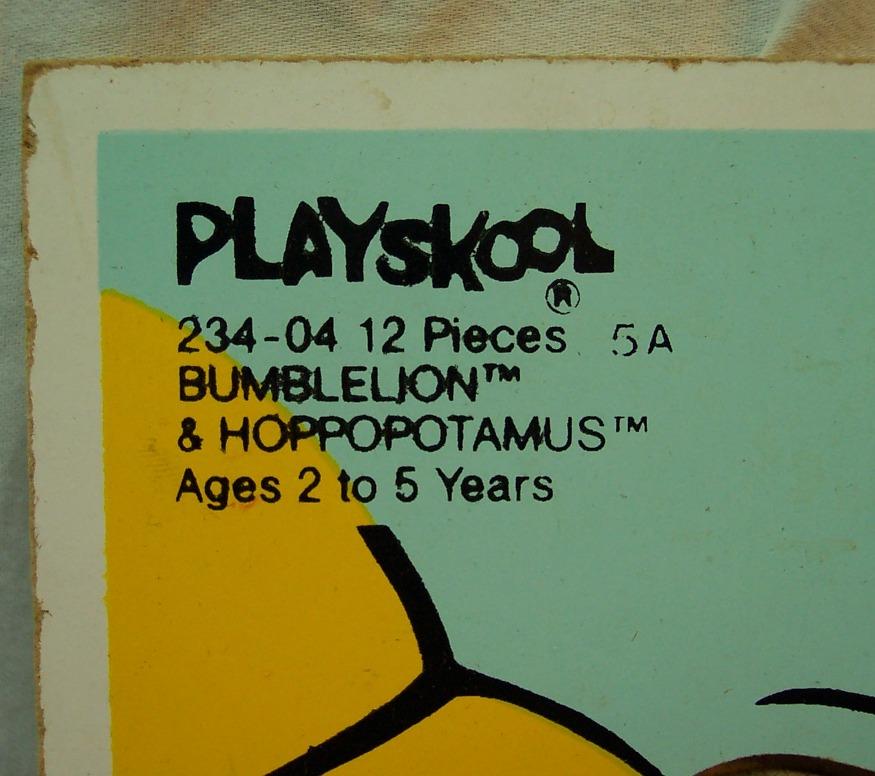 PLAYSKOOL
®
234-04 12 Pieces 5A
BUMBLELION™
& HOPPOPOTAMUS™
Ages 2 to 5 Years